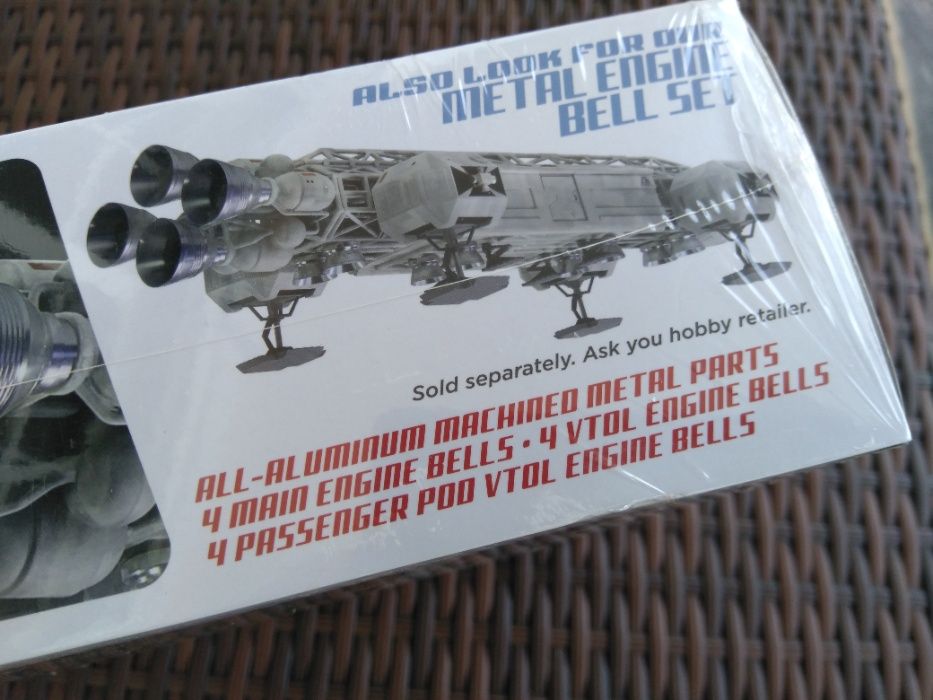 ALSO LOOK FOR OUR
METAL ENGINE
BELL SET
Sold separately. Ask you hobby retailer.
ALL-ALUMINUM MACHINED METAL PARTS
4 MAIN ENGINE BELLS • 4 VTOL ENGINE BELLS
4 PASSENGER POD VTOL ENGINE BELLS